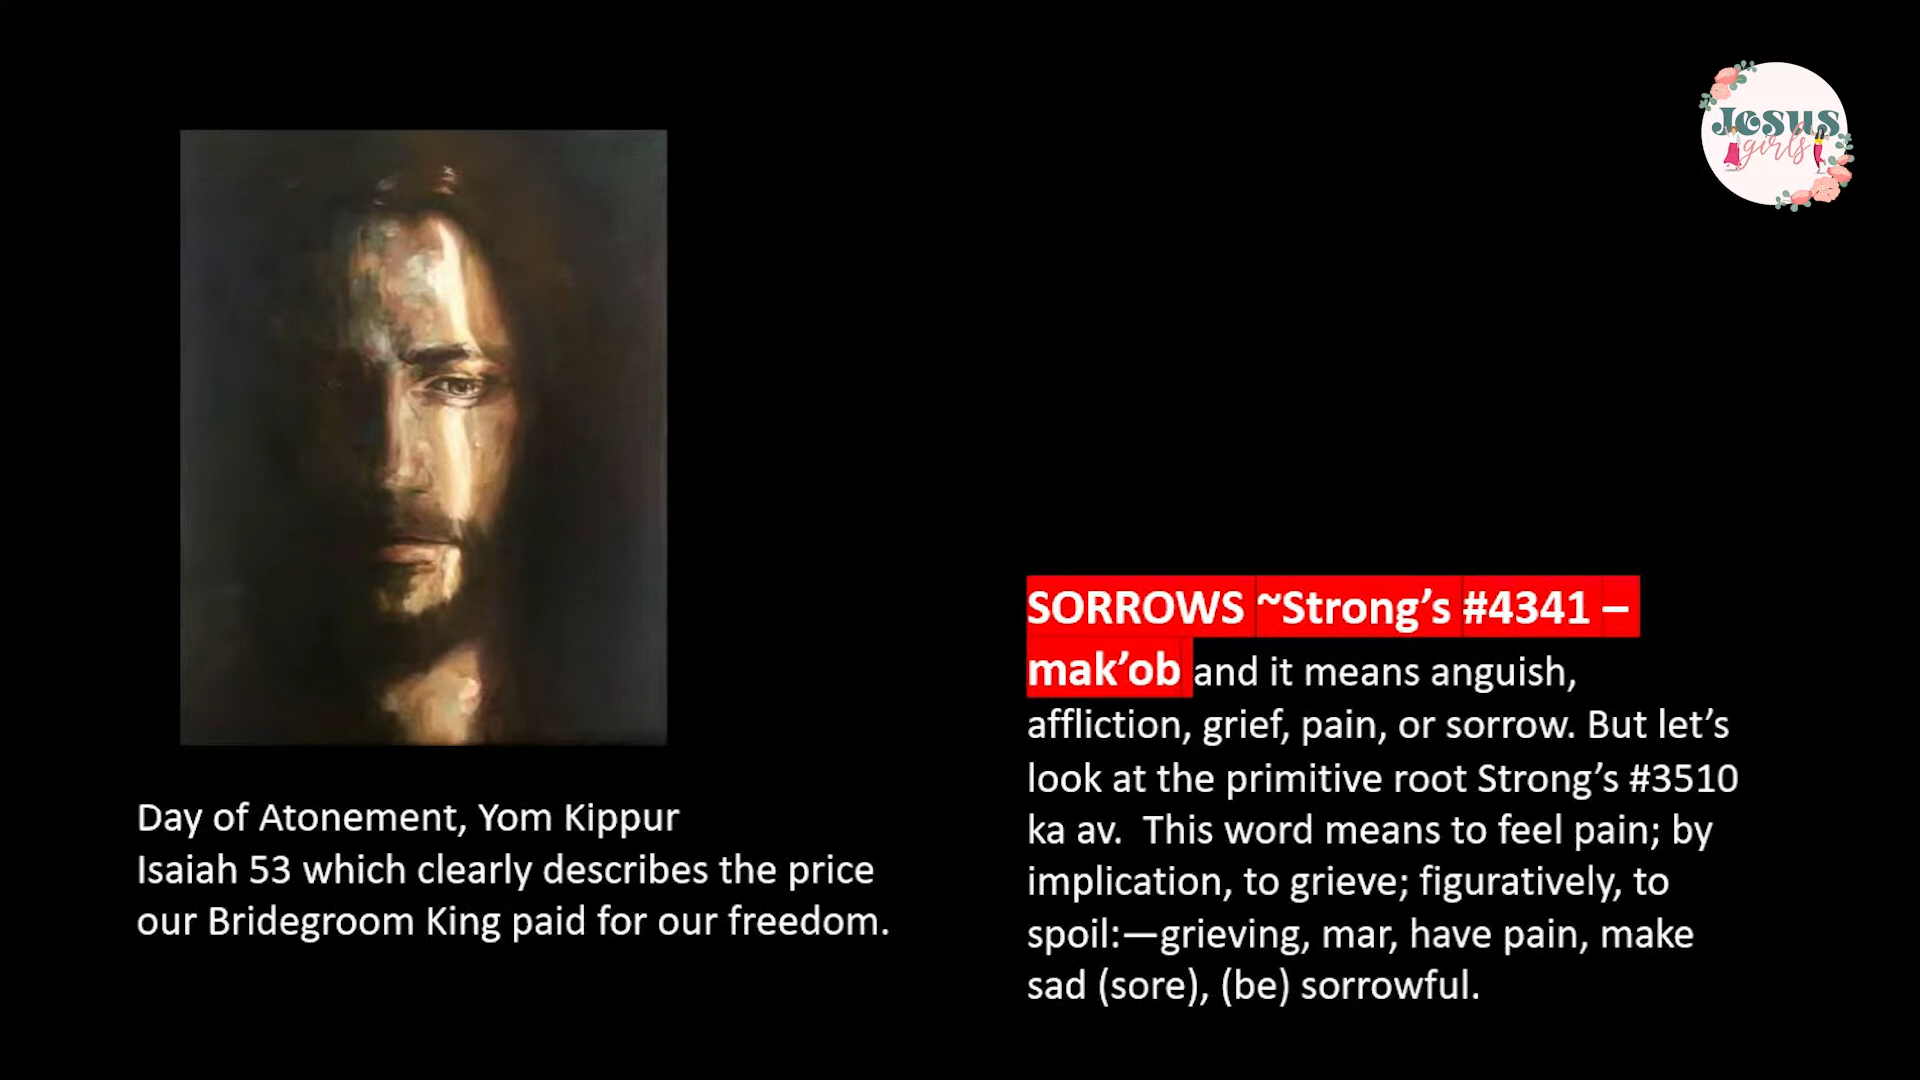 Jesus
girls
Day of Atonement, Yom Kippur
Isaiah 53 which clearly describes the price
our Bridegroom King paid for our freedom.
SORROWS ~Strong’s #4341 –
mak’ob and it means anguish,
affliction, grief, pain, or sorrow. But let’s
look at the primitive root Strong’s #3510
ka av.  This word means to feel pain; by
implication, to grieve; figuratively, to
spoil:—grieving, mar, have pain, make
sad (sore), (be) sorrowful.